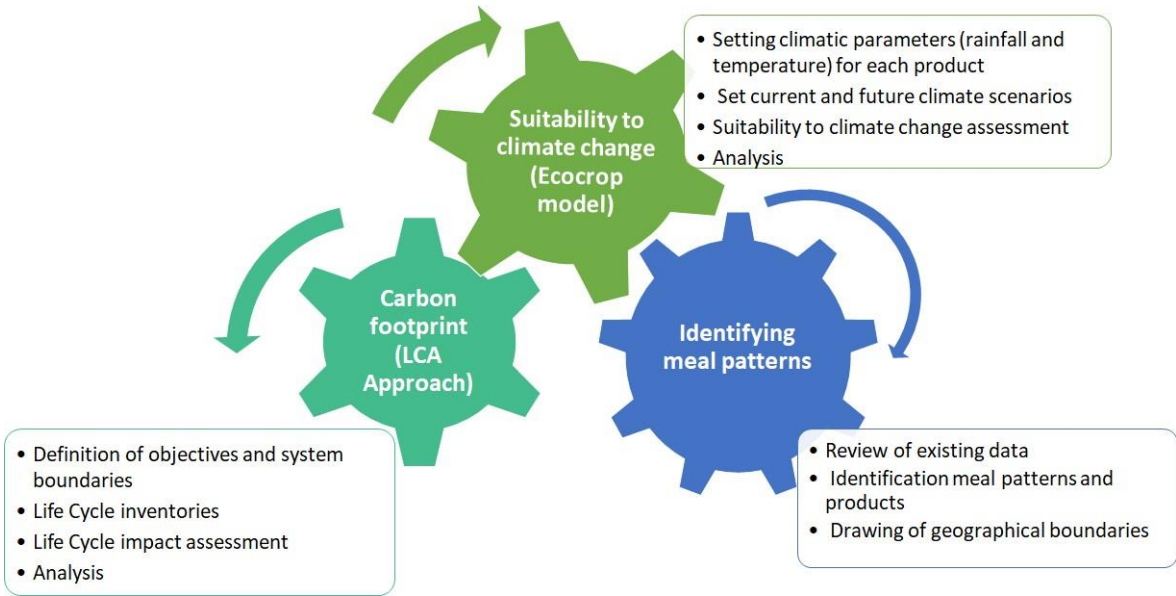 • Setting climatic parameters (rainfall and
temperature) for each product
• Set current and future climate scenarios
• Suitability to climate change assessment
• Analysis
Suitability to
climate change
(Ecocrop
model)
Carbon
footprint
(LCA
Approach)
Identifying
meal patterns
• Definition of objectives and system
boundaries
• Life Cycle inventories
• Life Cycle impact assessment
• Analysis
• Review of existing data
• Identification meal patterns and
products
• Drawing of geographical boundaries